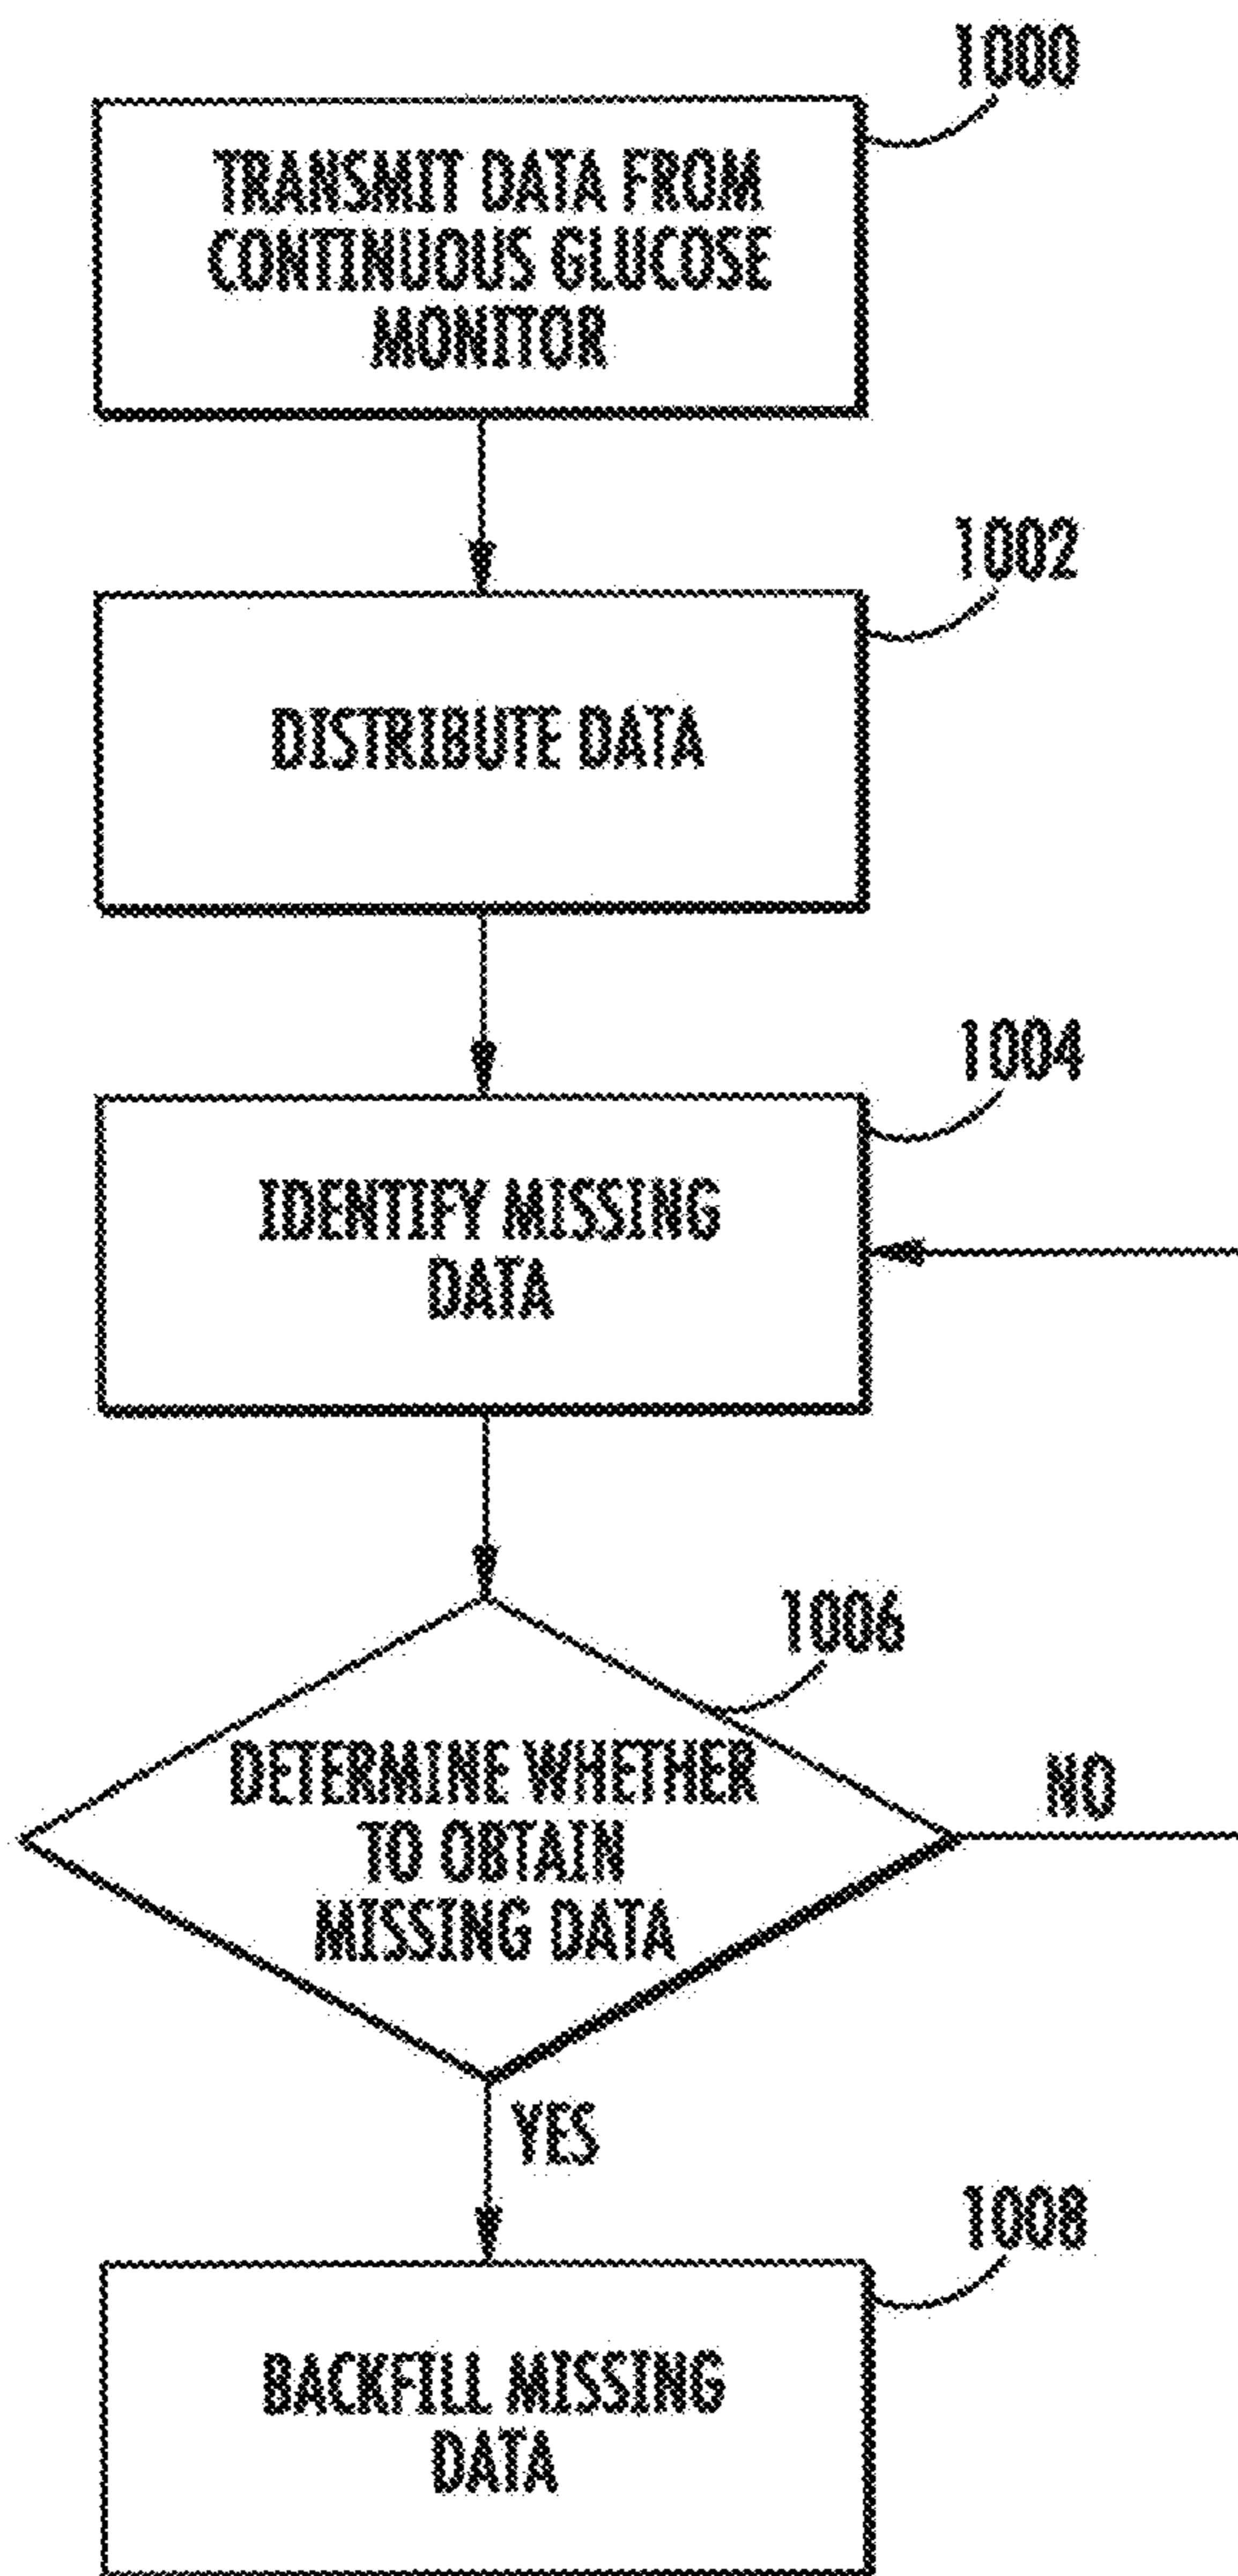 1000
TRANSMIT DATA FROM
CONTINUOUS GLUCOSE
MONITOR
1002
DISTRIBUTE DATA
1004
IDENTIFY MISSING
DATA
1006
DETERMINE WHETHER
TO OBTAIN
MISSING DATA
NO
YES
1008
BACKFILL MISSING
DATA